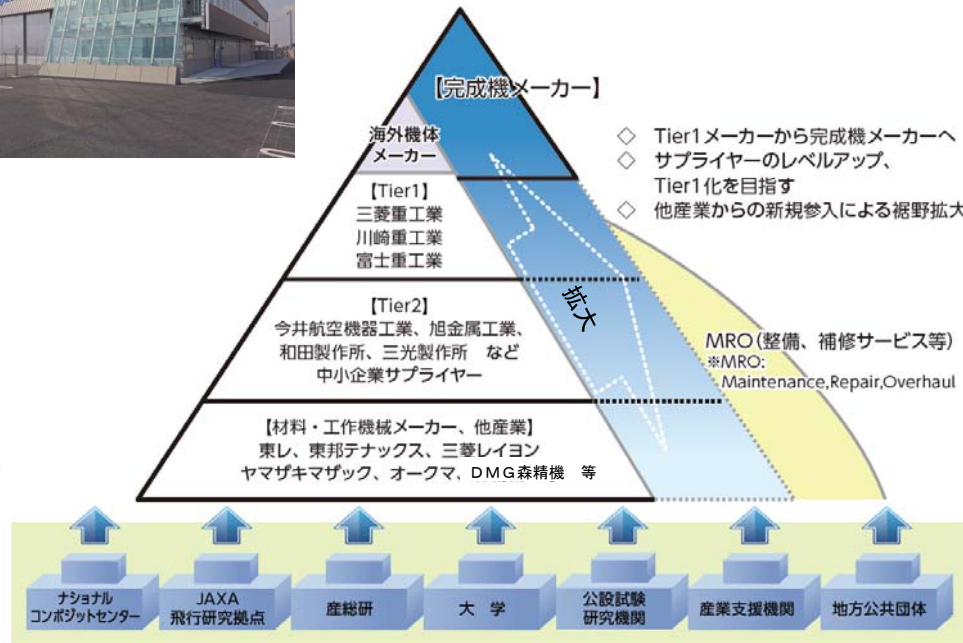 【完成機メーカー】
海外機体
メーカー
◇ Tier1メーカーから完成機メーカーへ
◇ サプライヤーのレベルアップ、
Tier1化を目指す
◇ 他産業からの新規参入による裾野拡大
【Tier1】
三菱重工業
川崎重工業
富士重工業
拡大
【Tier2】
今井航空機器工業、旭金属工業、
和田製作所、三光製作所 など
中小企業サプライヤー
MRO(整備、補修サービス等)
※MRO:
Maintenance,Repair,Overhaul
【材料・工作機械メーカー、他産業】
東レ、東邦テナックス、三菱レイヨン
ヤマザキマザック、オークマ、DMG森精機 等
ナショナル
コンポジットセンター
JAXA
飛行研究拠点
産総研
大 学
公設試験
研究機関
産業支援機関
地方公共団体